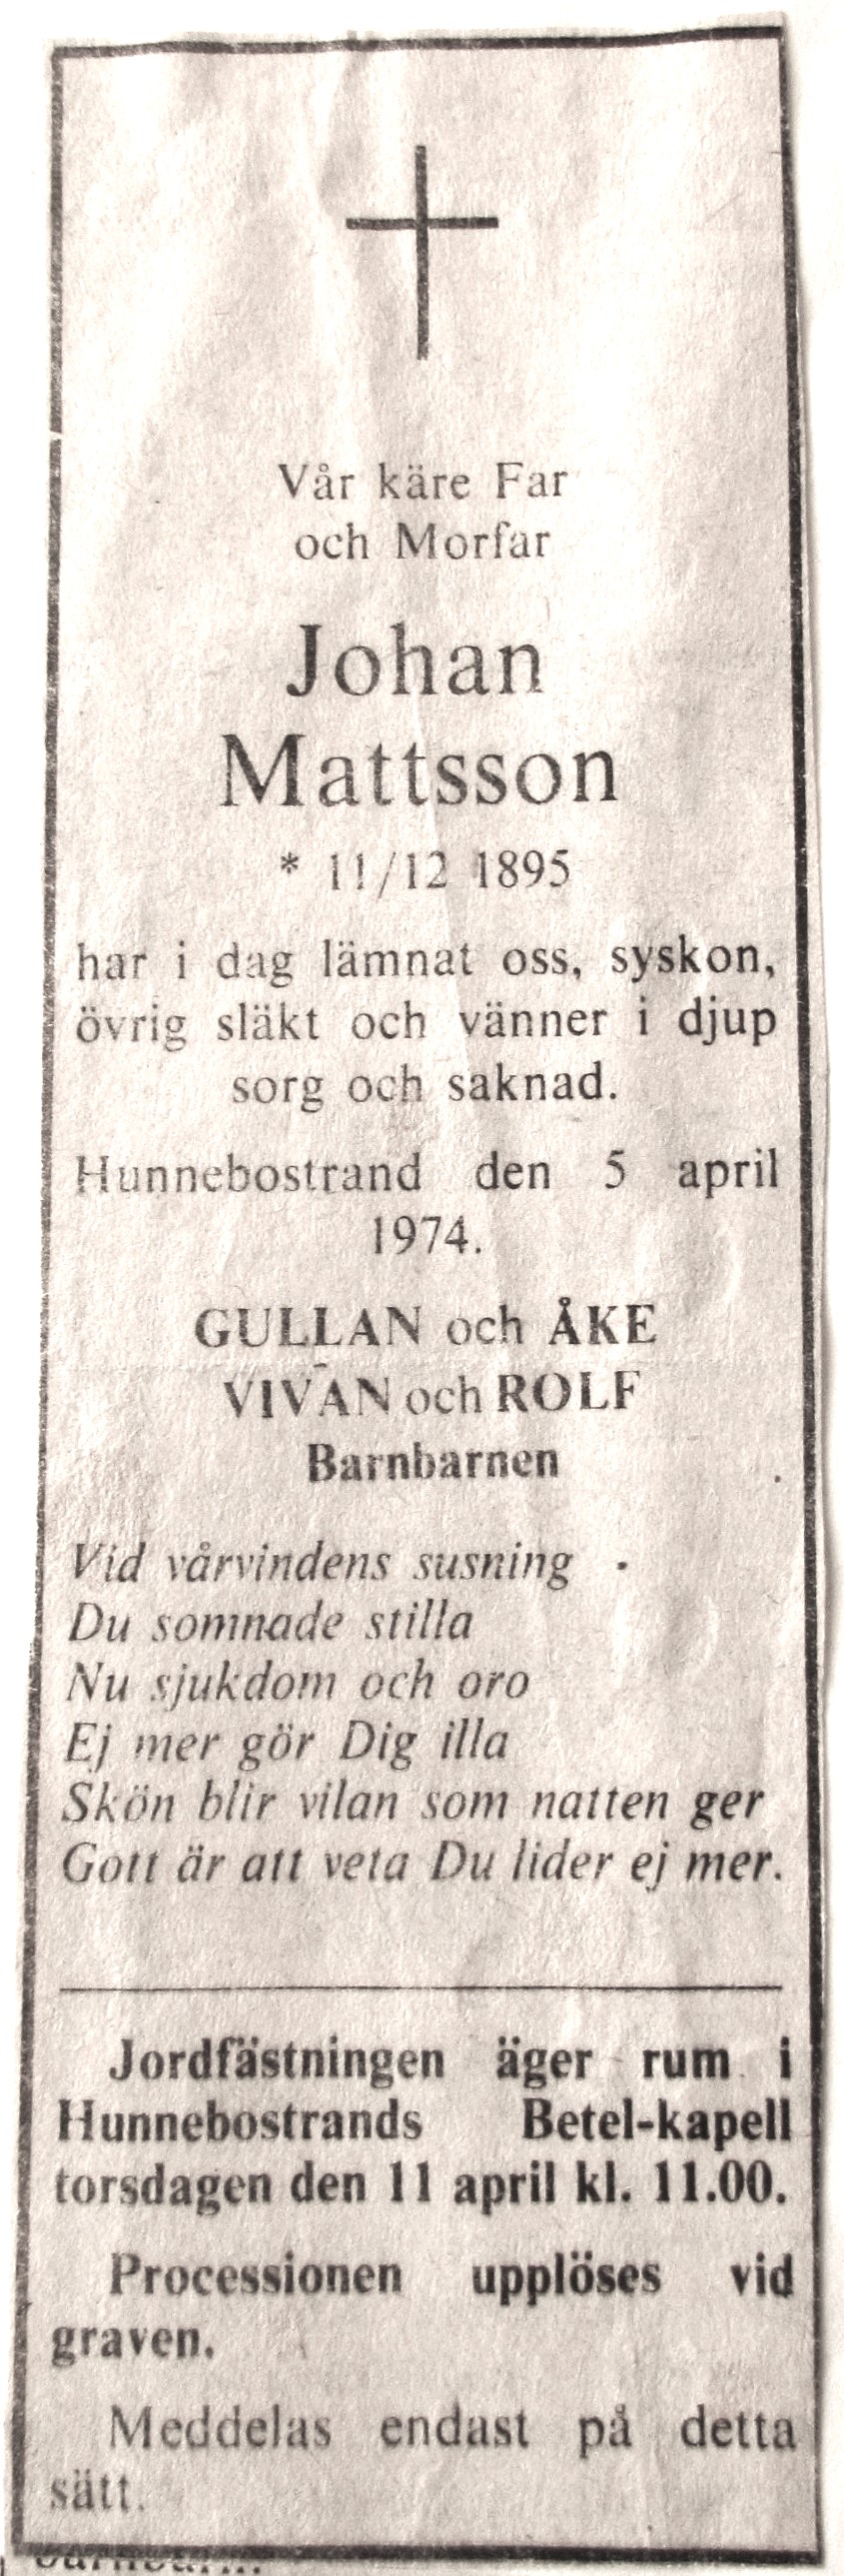 Vår käre Far
och Morfar
Johan
Mattsson
* 11/12 1895
har i dag lämnat oss, syskon,
övrig släkt och vänner i djup
sorg och saknad.
Hunnebostrand den 5 april
1974.
GULLAN och ÅKE
VIVAN och ROLF
Barnbarnen
Vid vårvindens susning
Du somnade stilla
Nu sjukdom och oro
Ej mer gör Dig illa
Skön blir vilan som natten ger
Gott är att veta Du lider ej mer.
Jordfästningen äger rum i
Hunnebostrands Betel-kapell
torsdagen den 11 april kl. 11.00.
Processionen upplöses vid
graven.
Meddelas endast på detta
sätt.